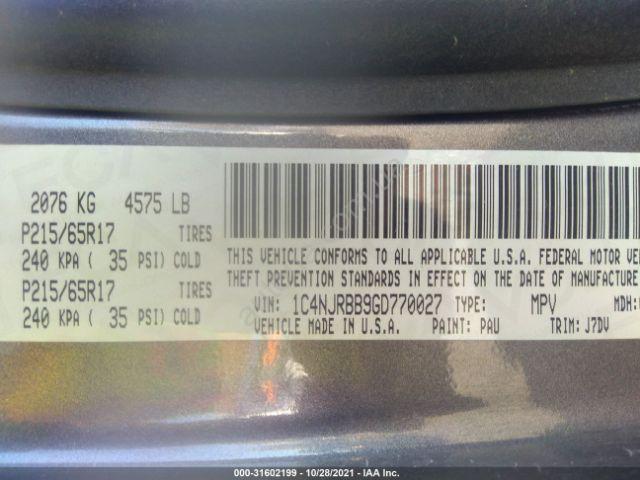 2076 KG 4575 LB
P215/65R17 TIRES
240 KPA ( 35 PSI) COLD
P215/65R17 TIRES
240 KPA ( 35 PSI) COLD
THIS VEHICLE CONFORMS TO ALL APPLICABLE U.S.A. FEDERAL MOTOR
THEFT PREVENTION STANDARDS IN EFFECT ON THE DATE OF MANUFACTURE
VIN: 1C4NJRBB9GD770027 TYPE: MPV MDH:
VEHICLE MADE IN U.S.A. PAINT: PAU TRIM: J7DV
000-31602199 - 10/28/2021 - IAA Inc.